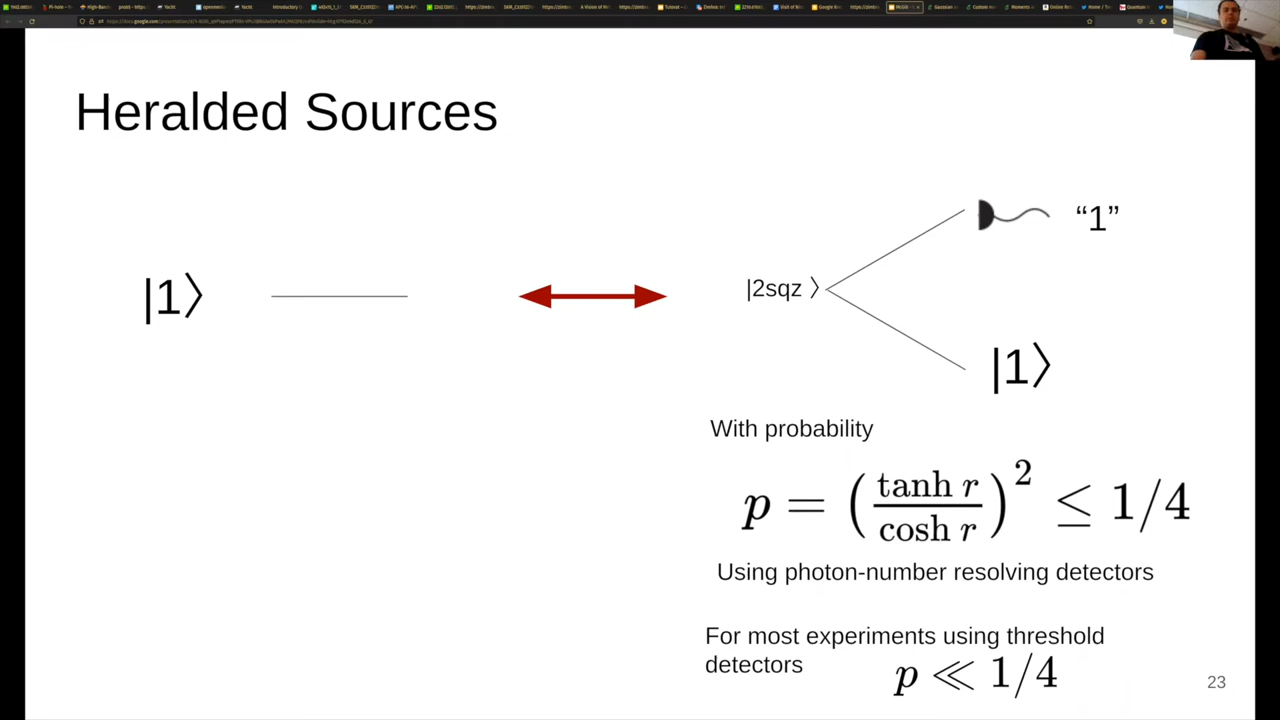 Heralded Sources
|1⟩
|2sqz ⟩
“1”
|1⟩
With probability
p = (tanh r / cosh r)^2 ≤ 1/4
Using photon-number resolving detectors
For most experiments using threshold
detectors p ≪ 1/4
23